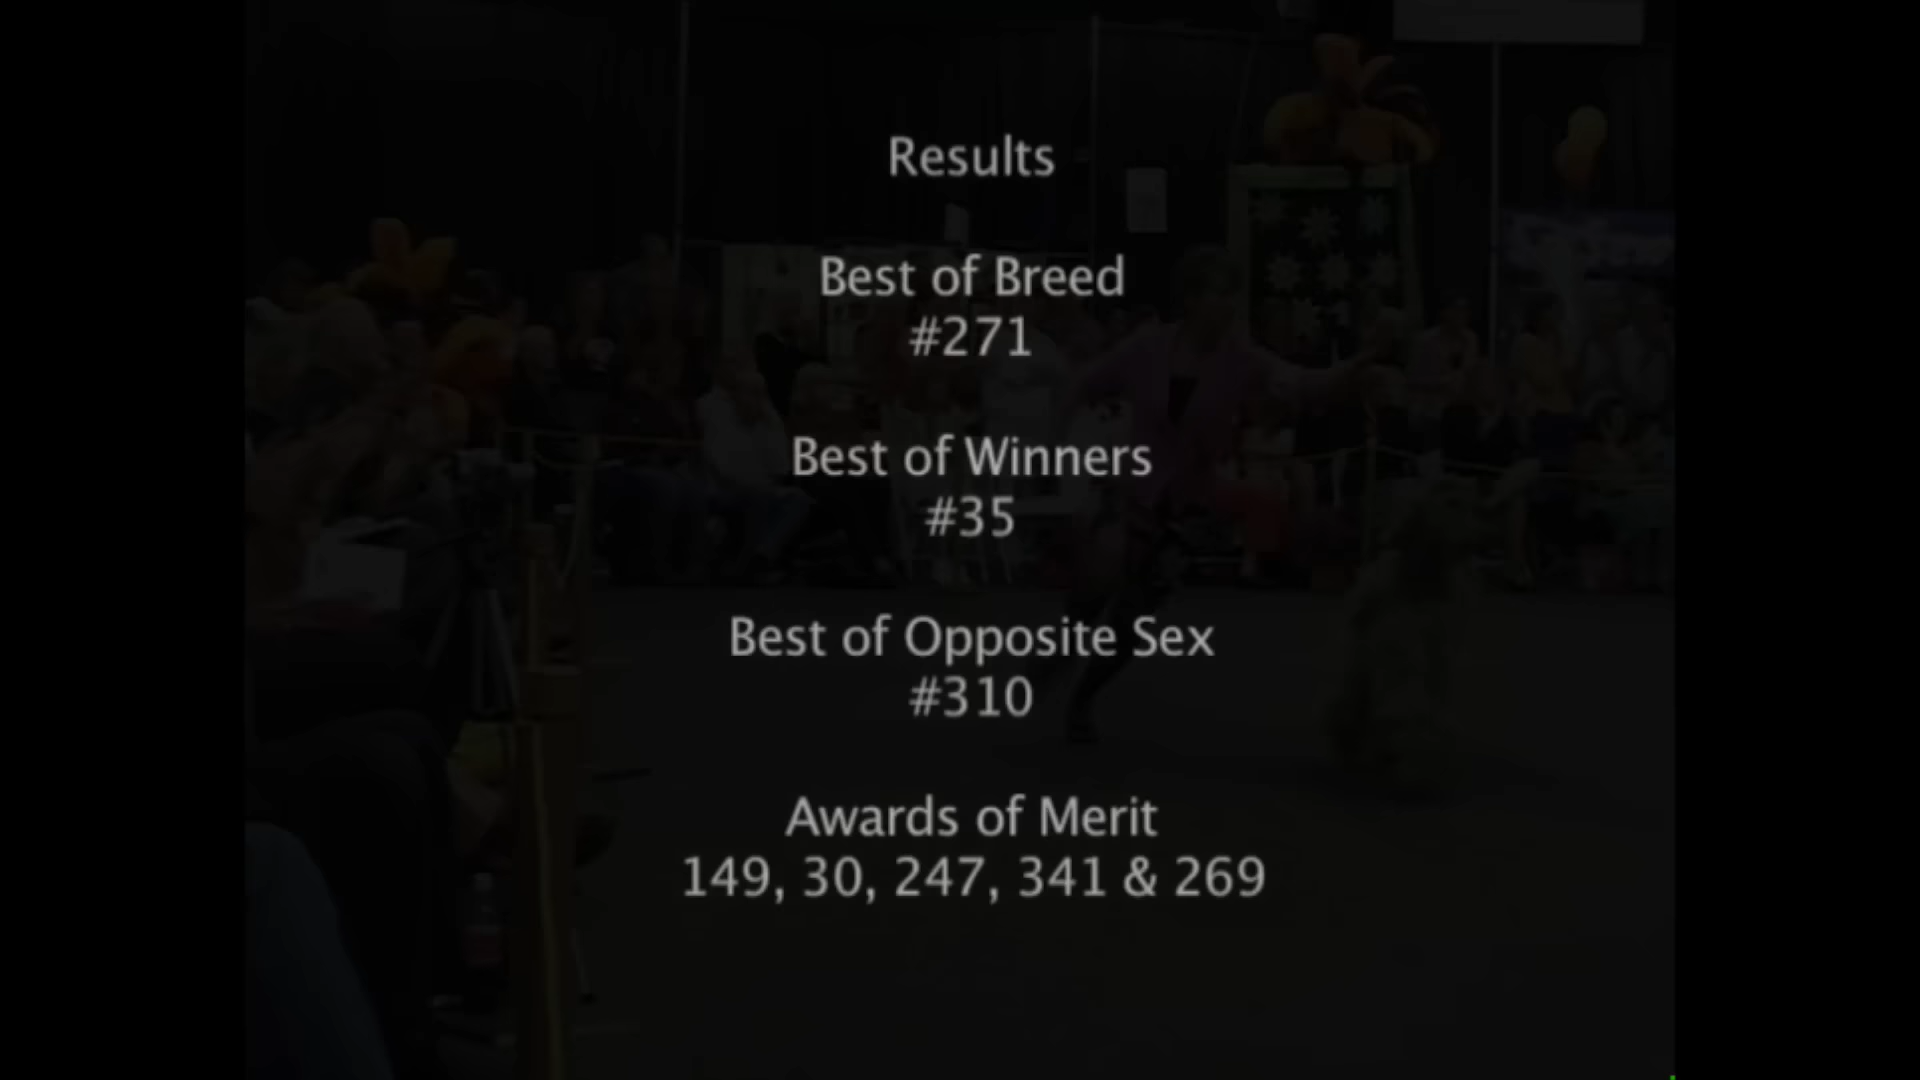 Results
Best of Breed
#271
Best of Winners
#35
Best of Opposite Sex
#310
Awards of Merit
149, 30, 247, 341 & 269